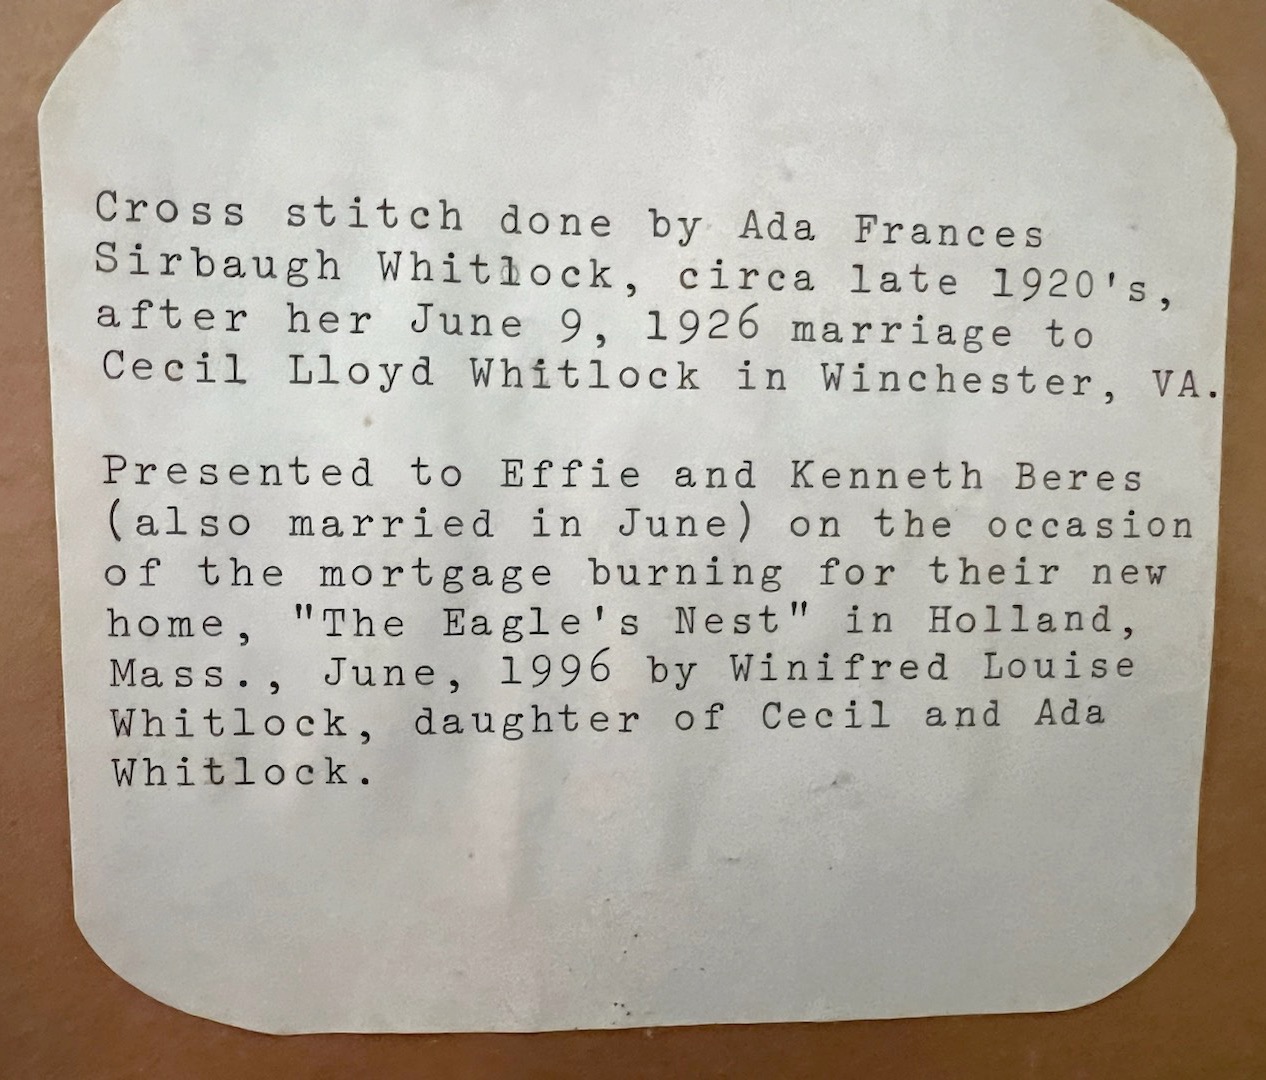 Cross stitch done by Ada Frances
Sirbaugh Whitlock, circa late 1920's,
after her June 9, 1926 marriage to
Cecil Lloyd Whitlock in Winchester, VA.
Presented to Effie and Kenneth Beres
(also married in June) on the occasion
of the mortgage burning for their new
home, "The Eagle's Nest" in Holland,
Mass., June, 1996 by Winifred Louise
Whitlock, daughter of Cecil and Ada
Whitlock.